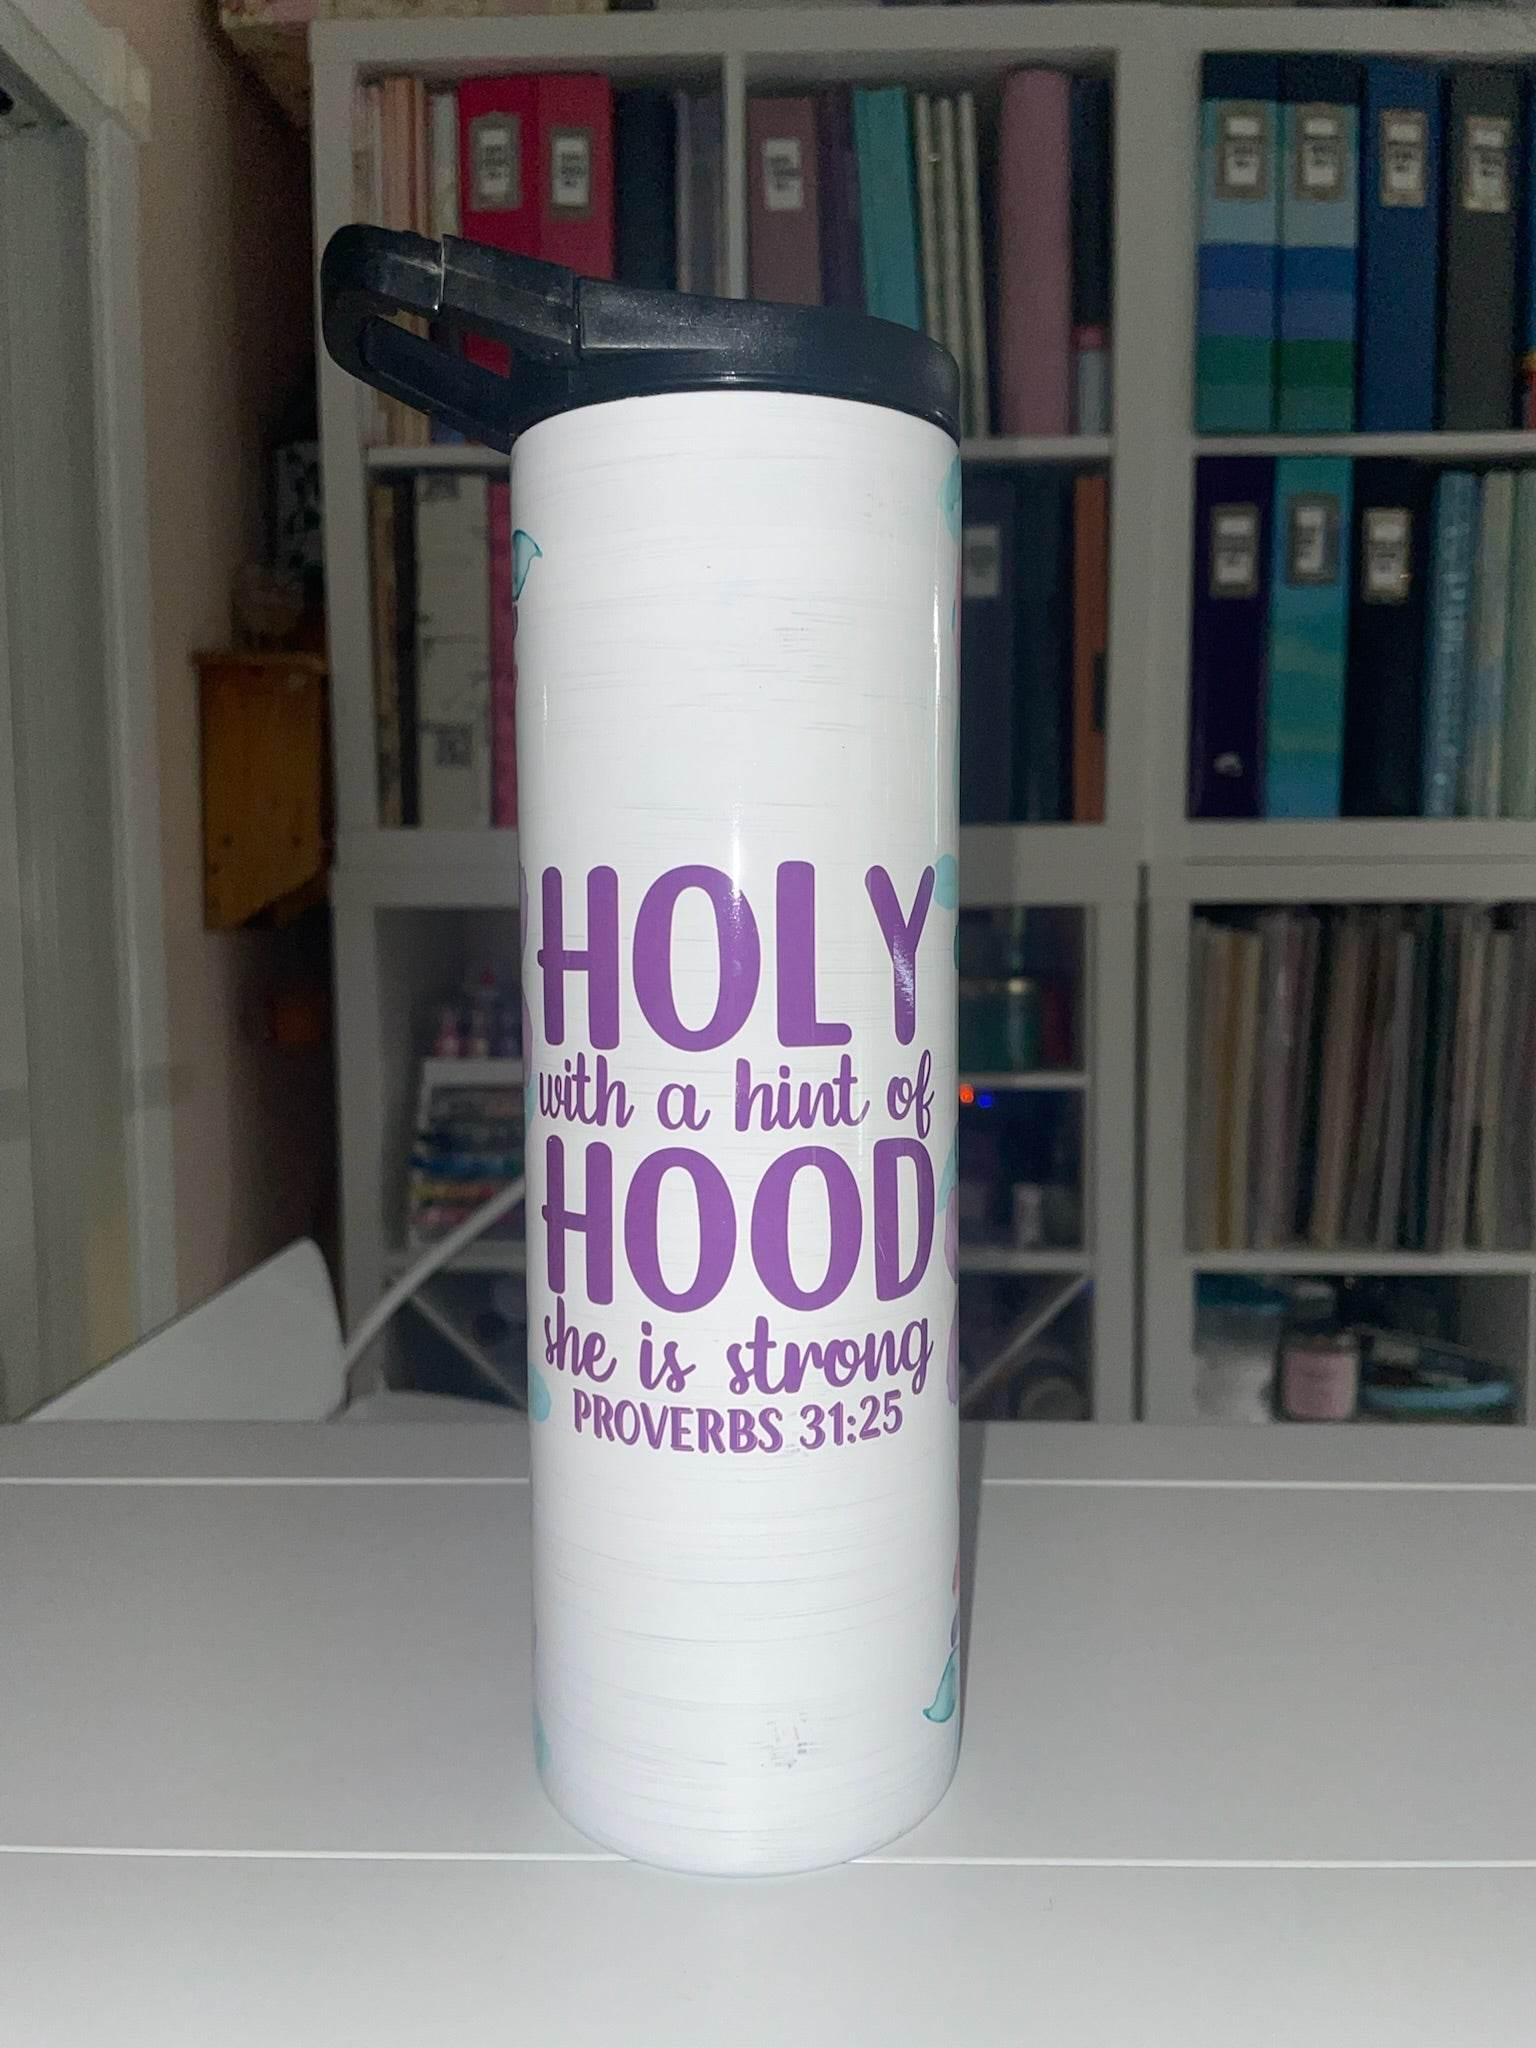 HOLY
with a hint of
HOOD
she is strong
PROVERBS 31:25